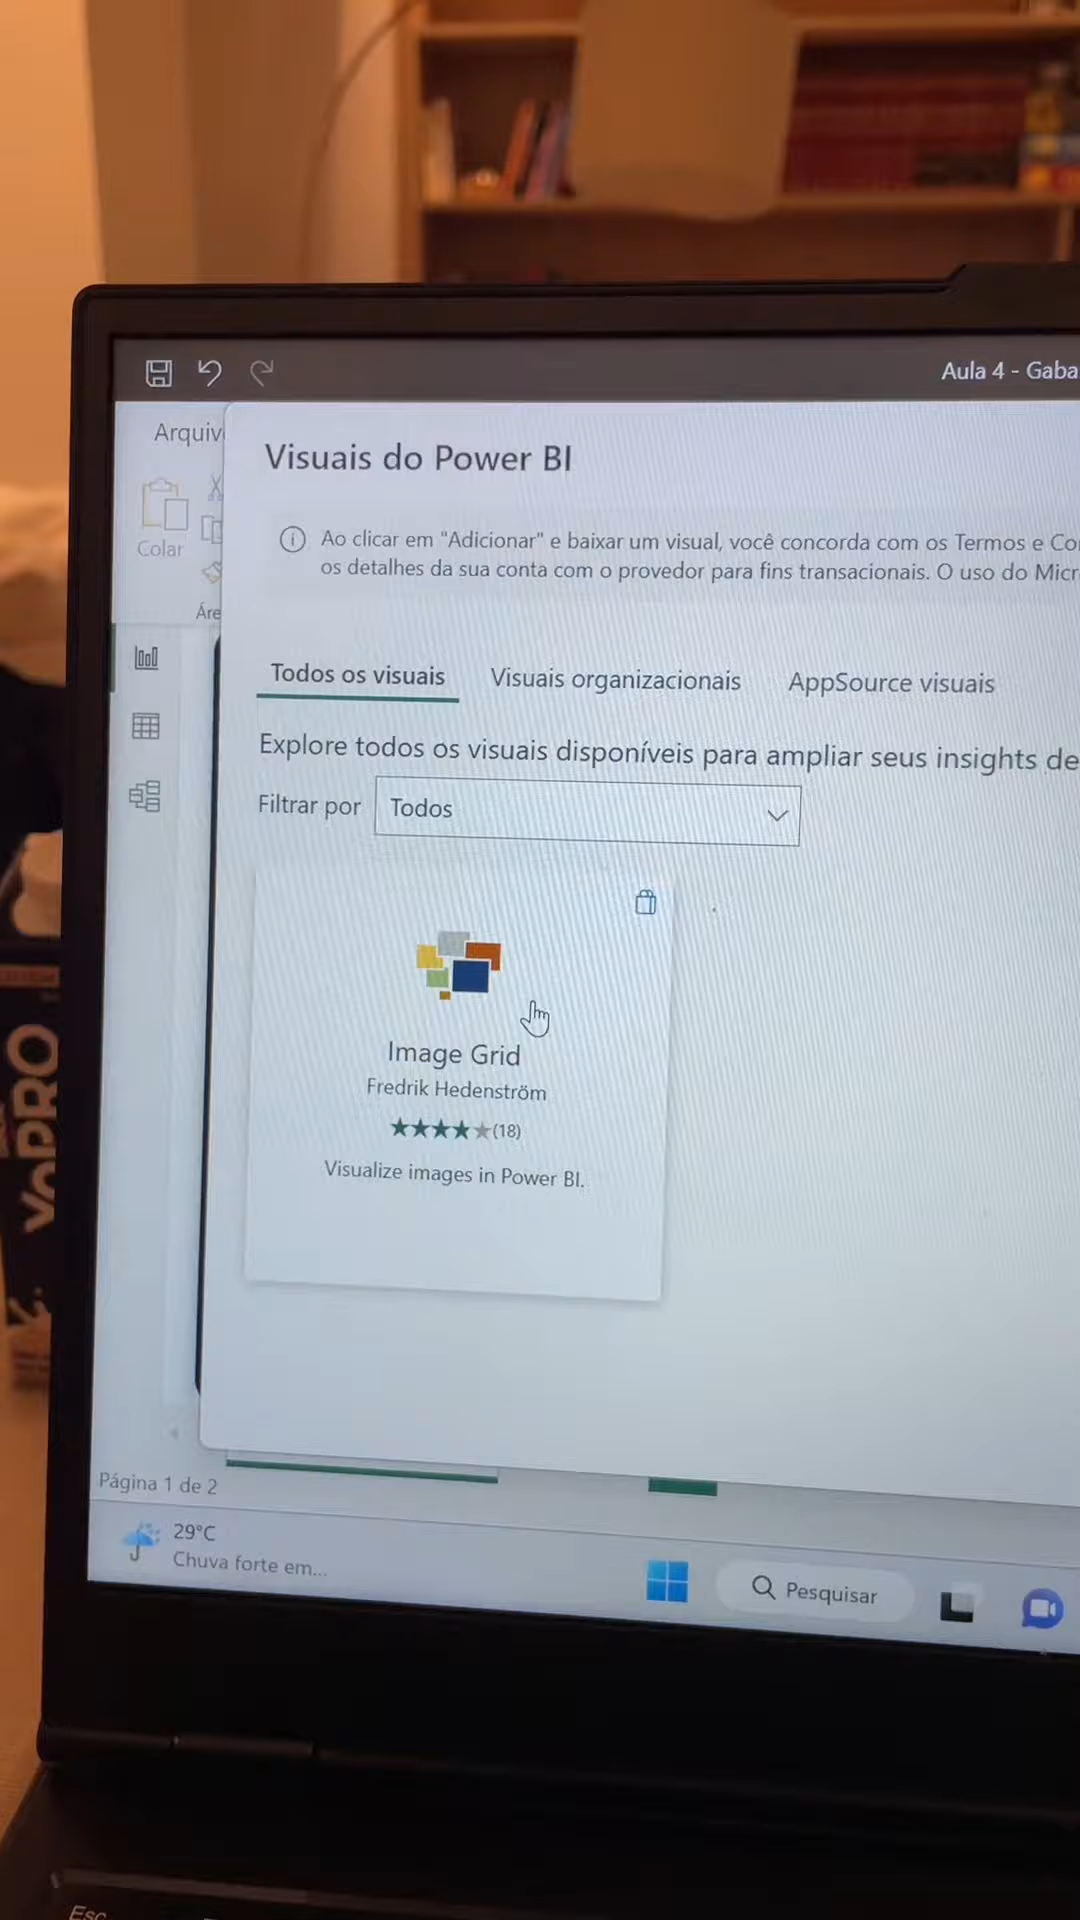 Aula 4 - Gaba
Arquiv
Visuais do Power BI
Colar
Ao clicar em "Adicionar" e baixar um visual, você concorda com os Termos e Co
os detalhes da sua conta com o provedor para fins transacionais. O uso do Micr
Áre
Todos os visuais
Visuais organizacionais
AppSource visuais
Explore todos os visuais disponíveis para ampliar seus insights de
Filtrar por
Todos
Image Grid
Fredrik Hedenström
(18)
Visualize images in Power BI.
YoPRO
Página 1 de 2
29°C
Chuva forte em...
Pesquisar
Esc